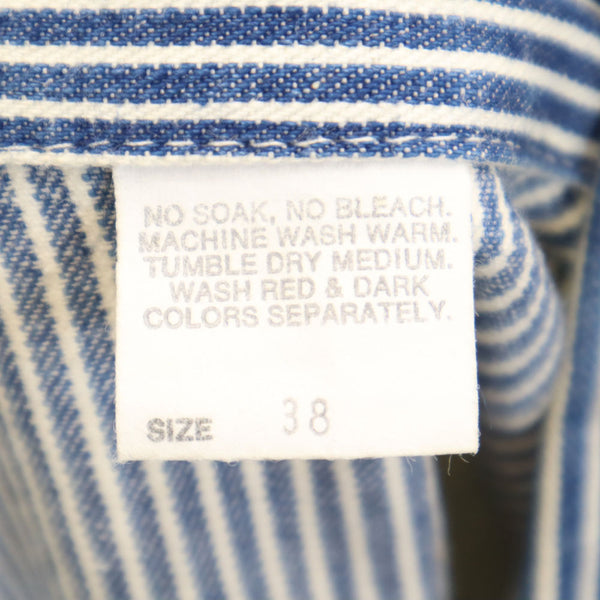 NO SOAK, NO BLEACH.
MACHINE WASH WARM.
TUMBLE DRY MEDIUM.
WASH RED & DARK
COLORS SEPARATELY.
SIZE 38